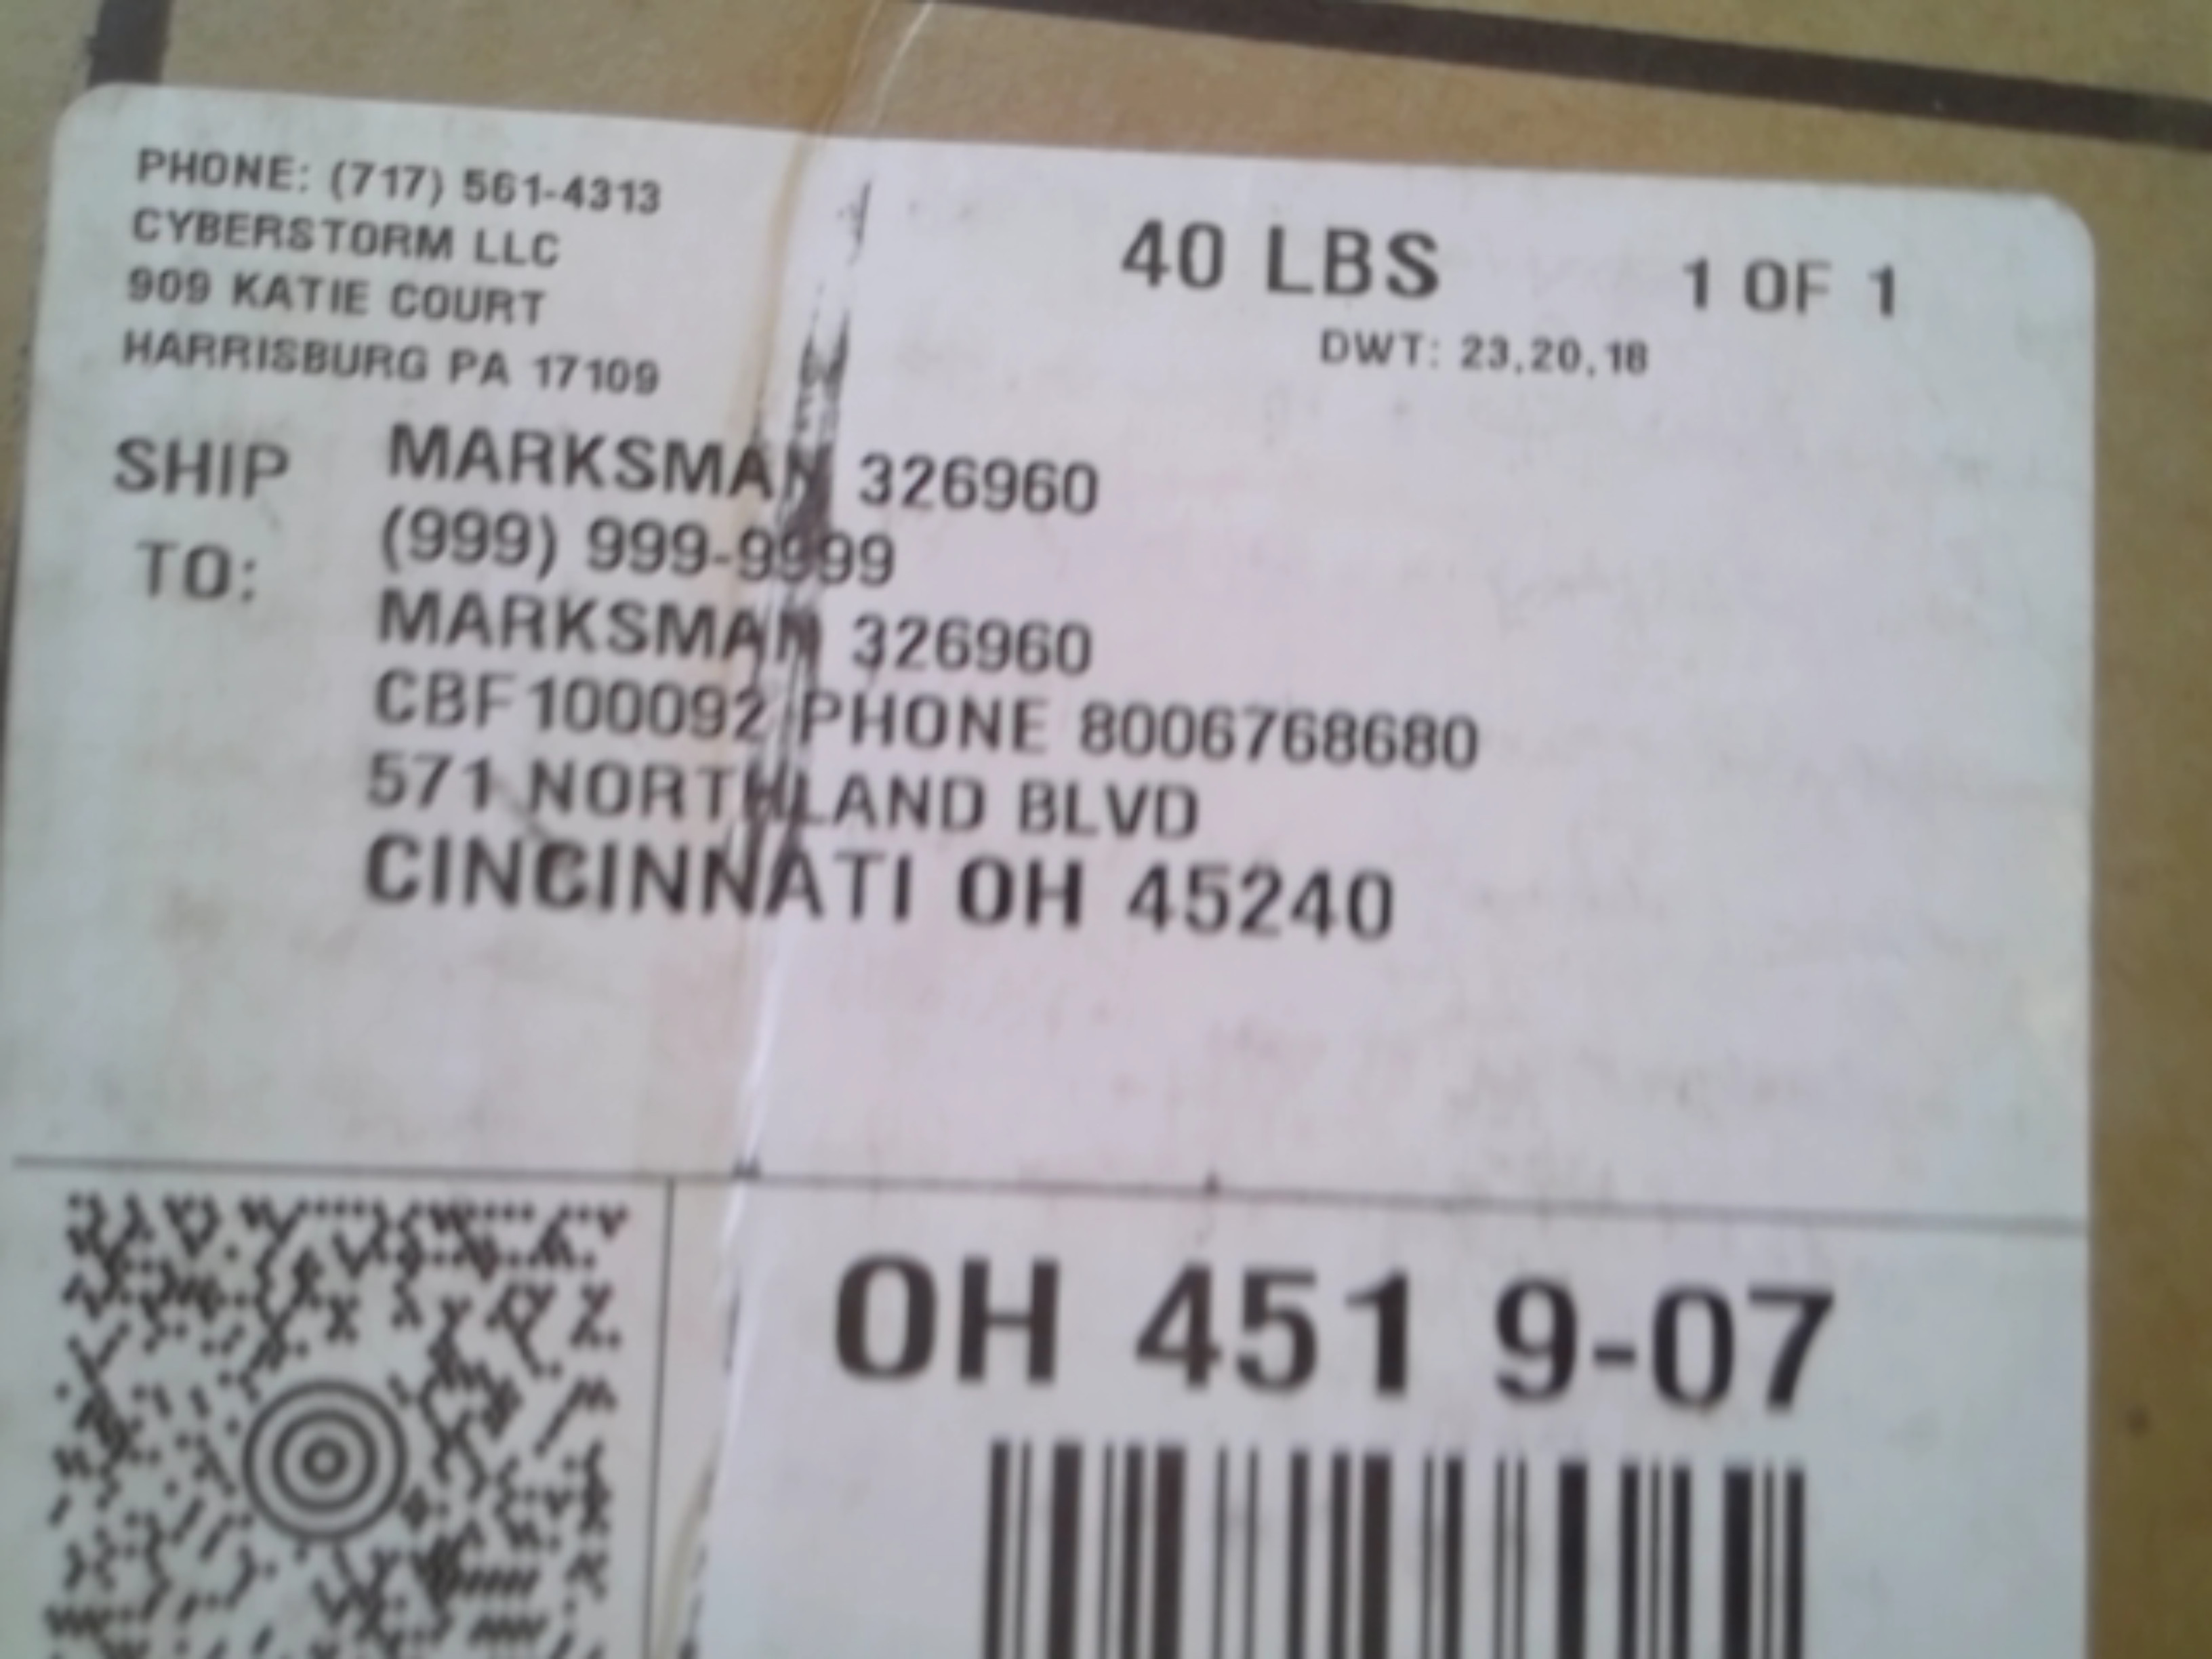 PHONE: (717) 561-4313
CYBERSTORM LLC
909 KATIE COURT
HARRISBURG PA 17109
40 LBS 1 OF 1
DWT: 23,20,18
SHIP TO:
MARKSMAN 326960
(999) 999-9999
MARKSMAN 326960
CBF100092 PHONE 8006768680
571 NORTHLAND BLVD
CINCINNATI OH 45240
OH 451 9-07